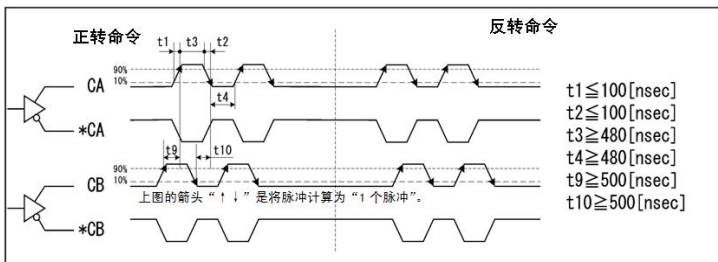 正转命令
反转命令
t1 t3 t2
90%
10%
CA
t4
*CA
t9 t10
90%
10%
CB
上图的箭头“↑↓”是将脉冲计算为“1 个脉冲”。
*CB
t1≦100[nsec]
t2≦100[nsec]
t3≧480[nsec]
t4≧480[nsec]
t9≧500[nsec]
t10≧500[nsec]